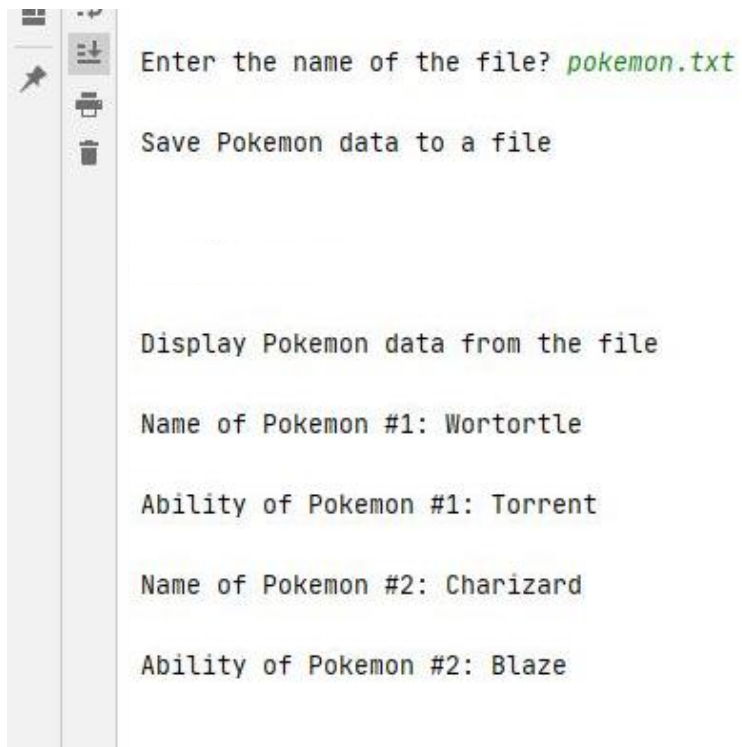 Enter the name of the file? pokemon.txt
Save Pokemon data to a file
Display Pokemon data from the file
Name of Pokemon #1: Wortortle
Ability of Pokemon #1: Torrent
Name of Pokemon #2: Charizard
Ability of Pokemon #2: Blaze